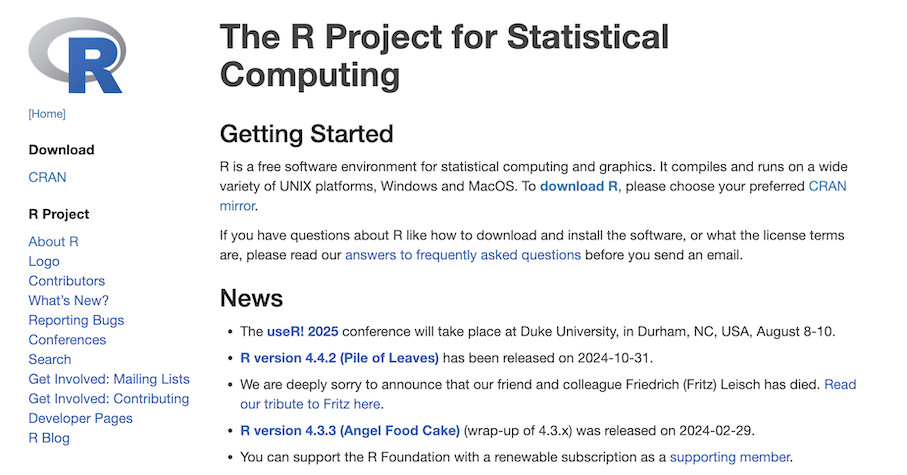 R
[Home]
Download
CRAN
R Project
About R
Logo
Contributors
What's New?
Reporting Bugs
Conferences
Search
Get Involved: Mailing Lists
Get Involved: Contributing
Developer Pages
R Blog
The R Project for Statistical
Computing
Getting Started
R is a free software environment for statistical computing and graphics. It compiles and runs on a wide
variety of UNIX platforms, Windows and MacOS. To download R, please choose your preferred CRAN
mirror.
If you have questions about R like how to download and install the software, or what the license terms
are, please read our answers to frequently asked questions before you send an email.
News
• The useR! 2025 conference will take place at Duke University, in Durham, NC, USA, August 8-10.
• R version 4.4.2 (Pile of Leaves) has been released on 2024-10-31.
• We are deeply sorry to announce that our friend and colleague Friedrich (Fritz) Leisch has died. Read
our tribute to Fritz here.
• R version 4.3.3 (Angel Food Cake) (wrap-up of 4.3.x) was released on 2024-02-29.
• You can support the R Foundation with a renewable subscription as a supporting member.